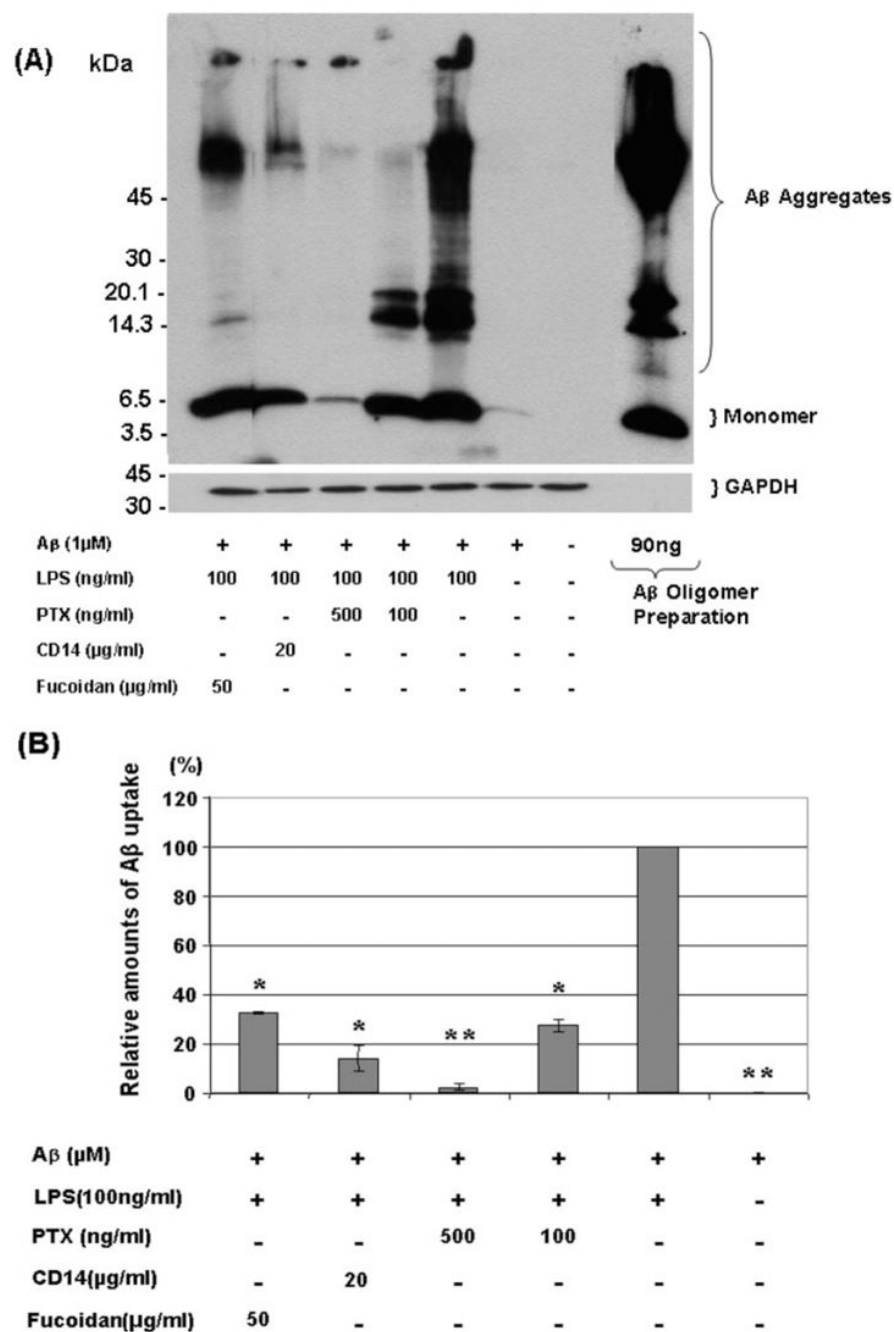 (A) kDa
45 -
30 -
20.1 -
14.3 -
6.5 -
3.5 -
Aβ Aggregates
} Monomer
45 -
30 -
} GAPDH
Aβ (1µM) + + + + + + - 90ng
LPS (ng/ml) 100 100 100 100 100 - -
Aβ Oligomer
Preparation
PTX (ng/ml) - - 500 100 - - -
CD14 (µg/ml) - 20 - - - - -
Fucoidan (µg/ml) 50 - - - - - -
(B)
(%)
Relative amounts of Aβ uptake
120
100
80
60
40
20
0
* * ** * **
Aβ (µM) + + + + + +
LPS(100ng/ml) + + + + + -
PTX (ng/ml) - - 500 100 - -
CD14(µg/ml) - 20 - - - -
Fucoidan(µg/ml) 50 - - - - -